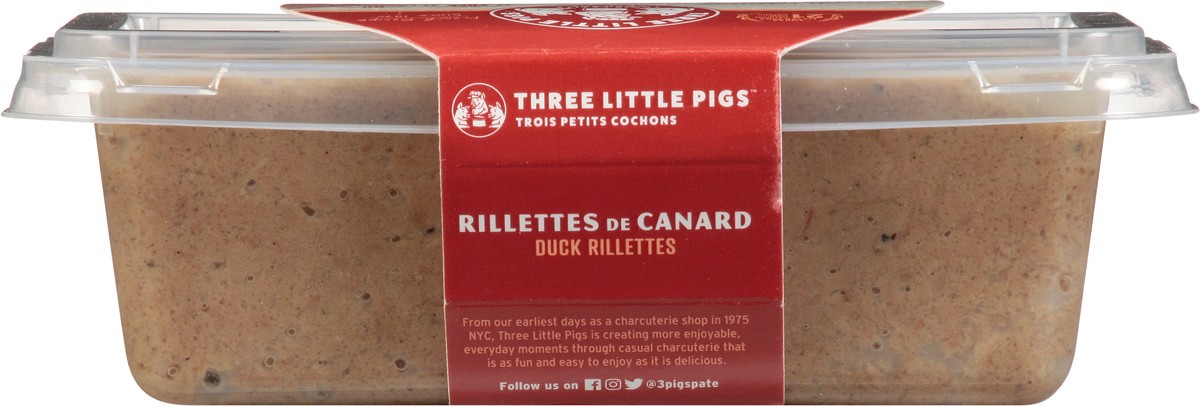 THREE LITTLE PIGS™
TROIS PETITS COCHONS
RILLETTES DE CANARD
DUCK RILLETTES
From our earliest days as a charcuterie shop in 1975
NYC, Three Little Pigs is creating more enjoyable,
everyday moments through casual charcuterie that
is as fun and easy to enjoy as it is delicious.
Follow us on @3pigspate